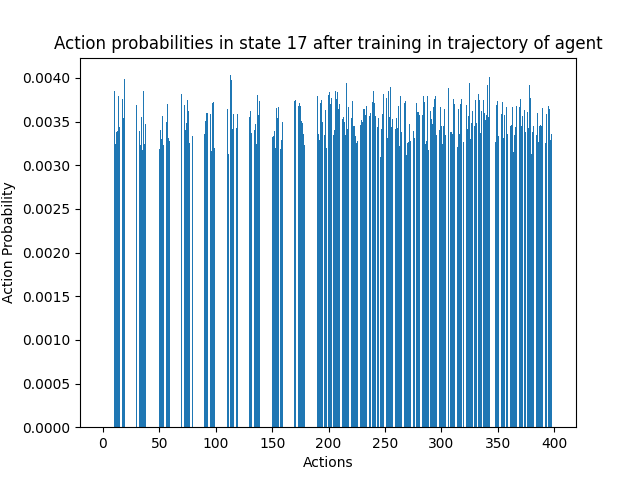 Action probabilities in state 17 after training in trajectory of agent
Action Probability
0.0040
0.0035
0.0030
0.0025
0.0020
0.0015
0.0010
0.0005
0.0000
0 50 100 150 200 250 300 350 400
Actions